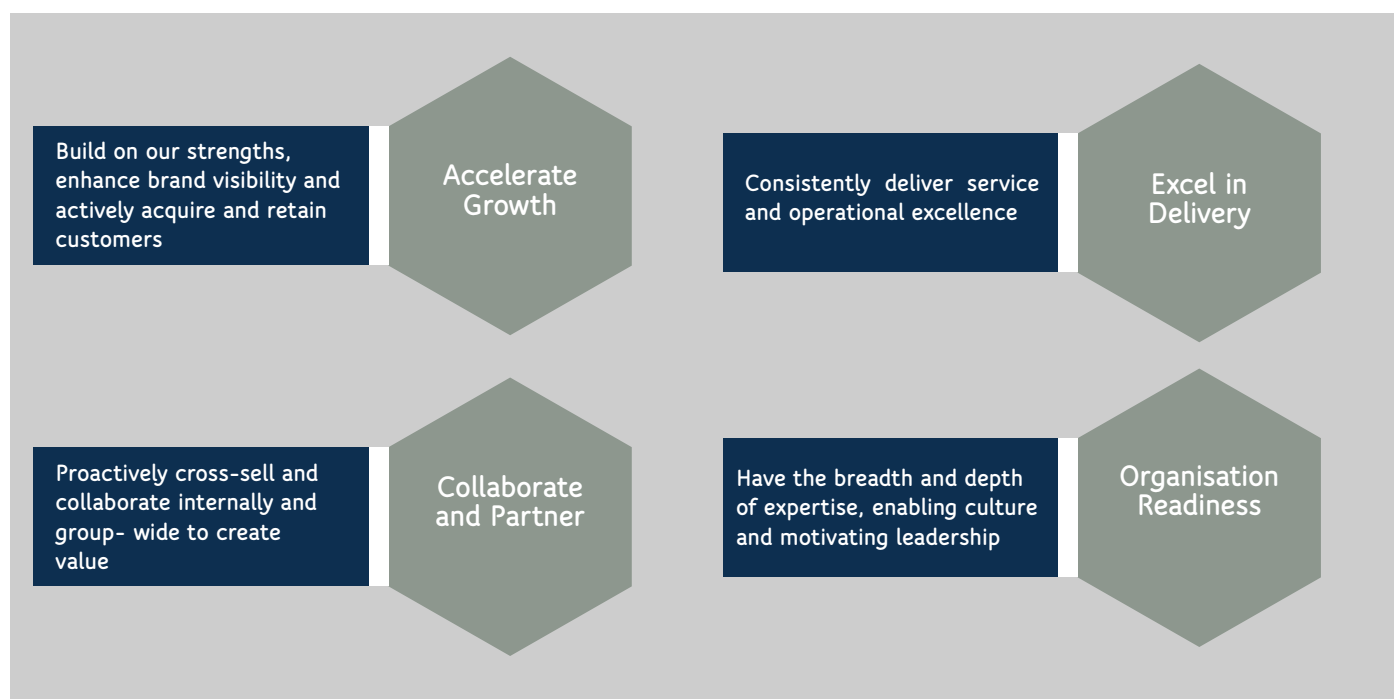 Build on our strengths,
enhance brand visibility and
actively acquire and retain
customers
Accelerate
Growth
Consistently deliver service
and operational excellence
Excel in
Delivery
Proactively cross-sell and
collaborate internally and
group- wide to create
value
Collaborate
and Partner
Have the breadth and depth
of expertise, enabling culture
and motivating leadership
Organisation
Readiness